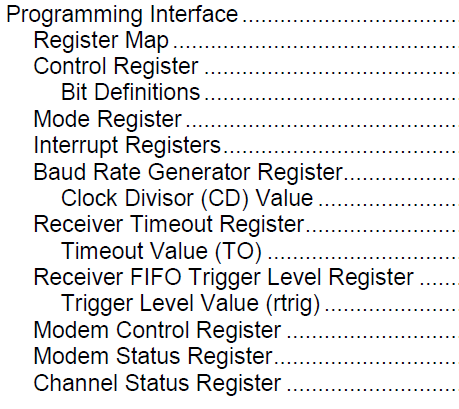 Programming Interface ................................
Register Map ...........................................
Control Register ......................................
Bit Definitions ......................................
Mode Register .........................................
Interrupt Registers ...................................
Baud Rate Generator Register .................
Clock Divisor (CD) Value .....................
Receiver Timeout Register .......................
Timeout Value (TO) .............................
Receiver FIFO Trigger Level Register ......
Trigger Level Value (rtrig) ....................
Modem Control Register ..........................
Modem Status Register ............................
Channel Status Register ..........................